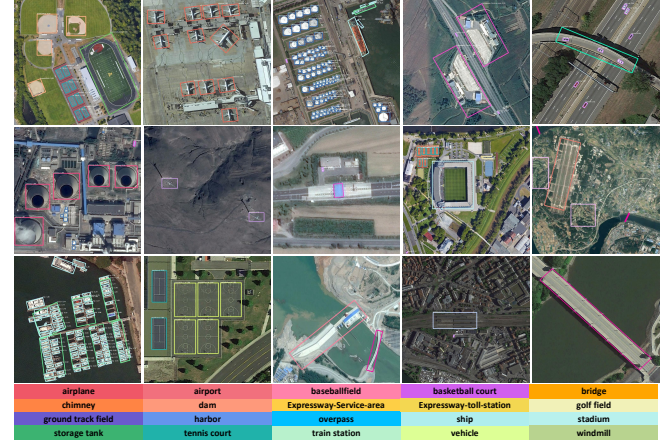 airplane airport baseballfield basketball court bridge
chimney dam Expressway-Service-area Expressway-toll-station golf field
ground track field harbor overpass ship stadium
storage tank tennis court train station vehicle windmill